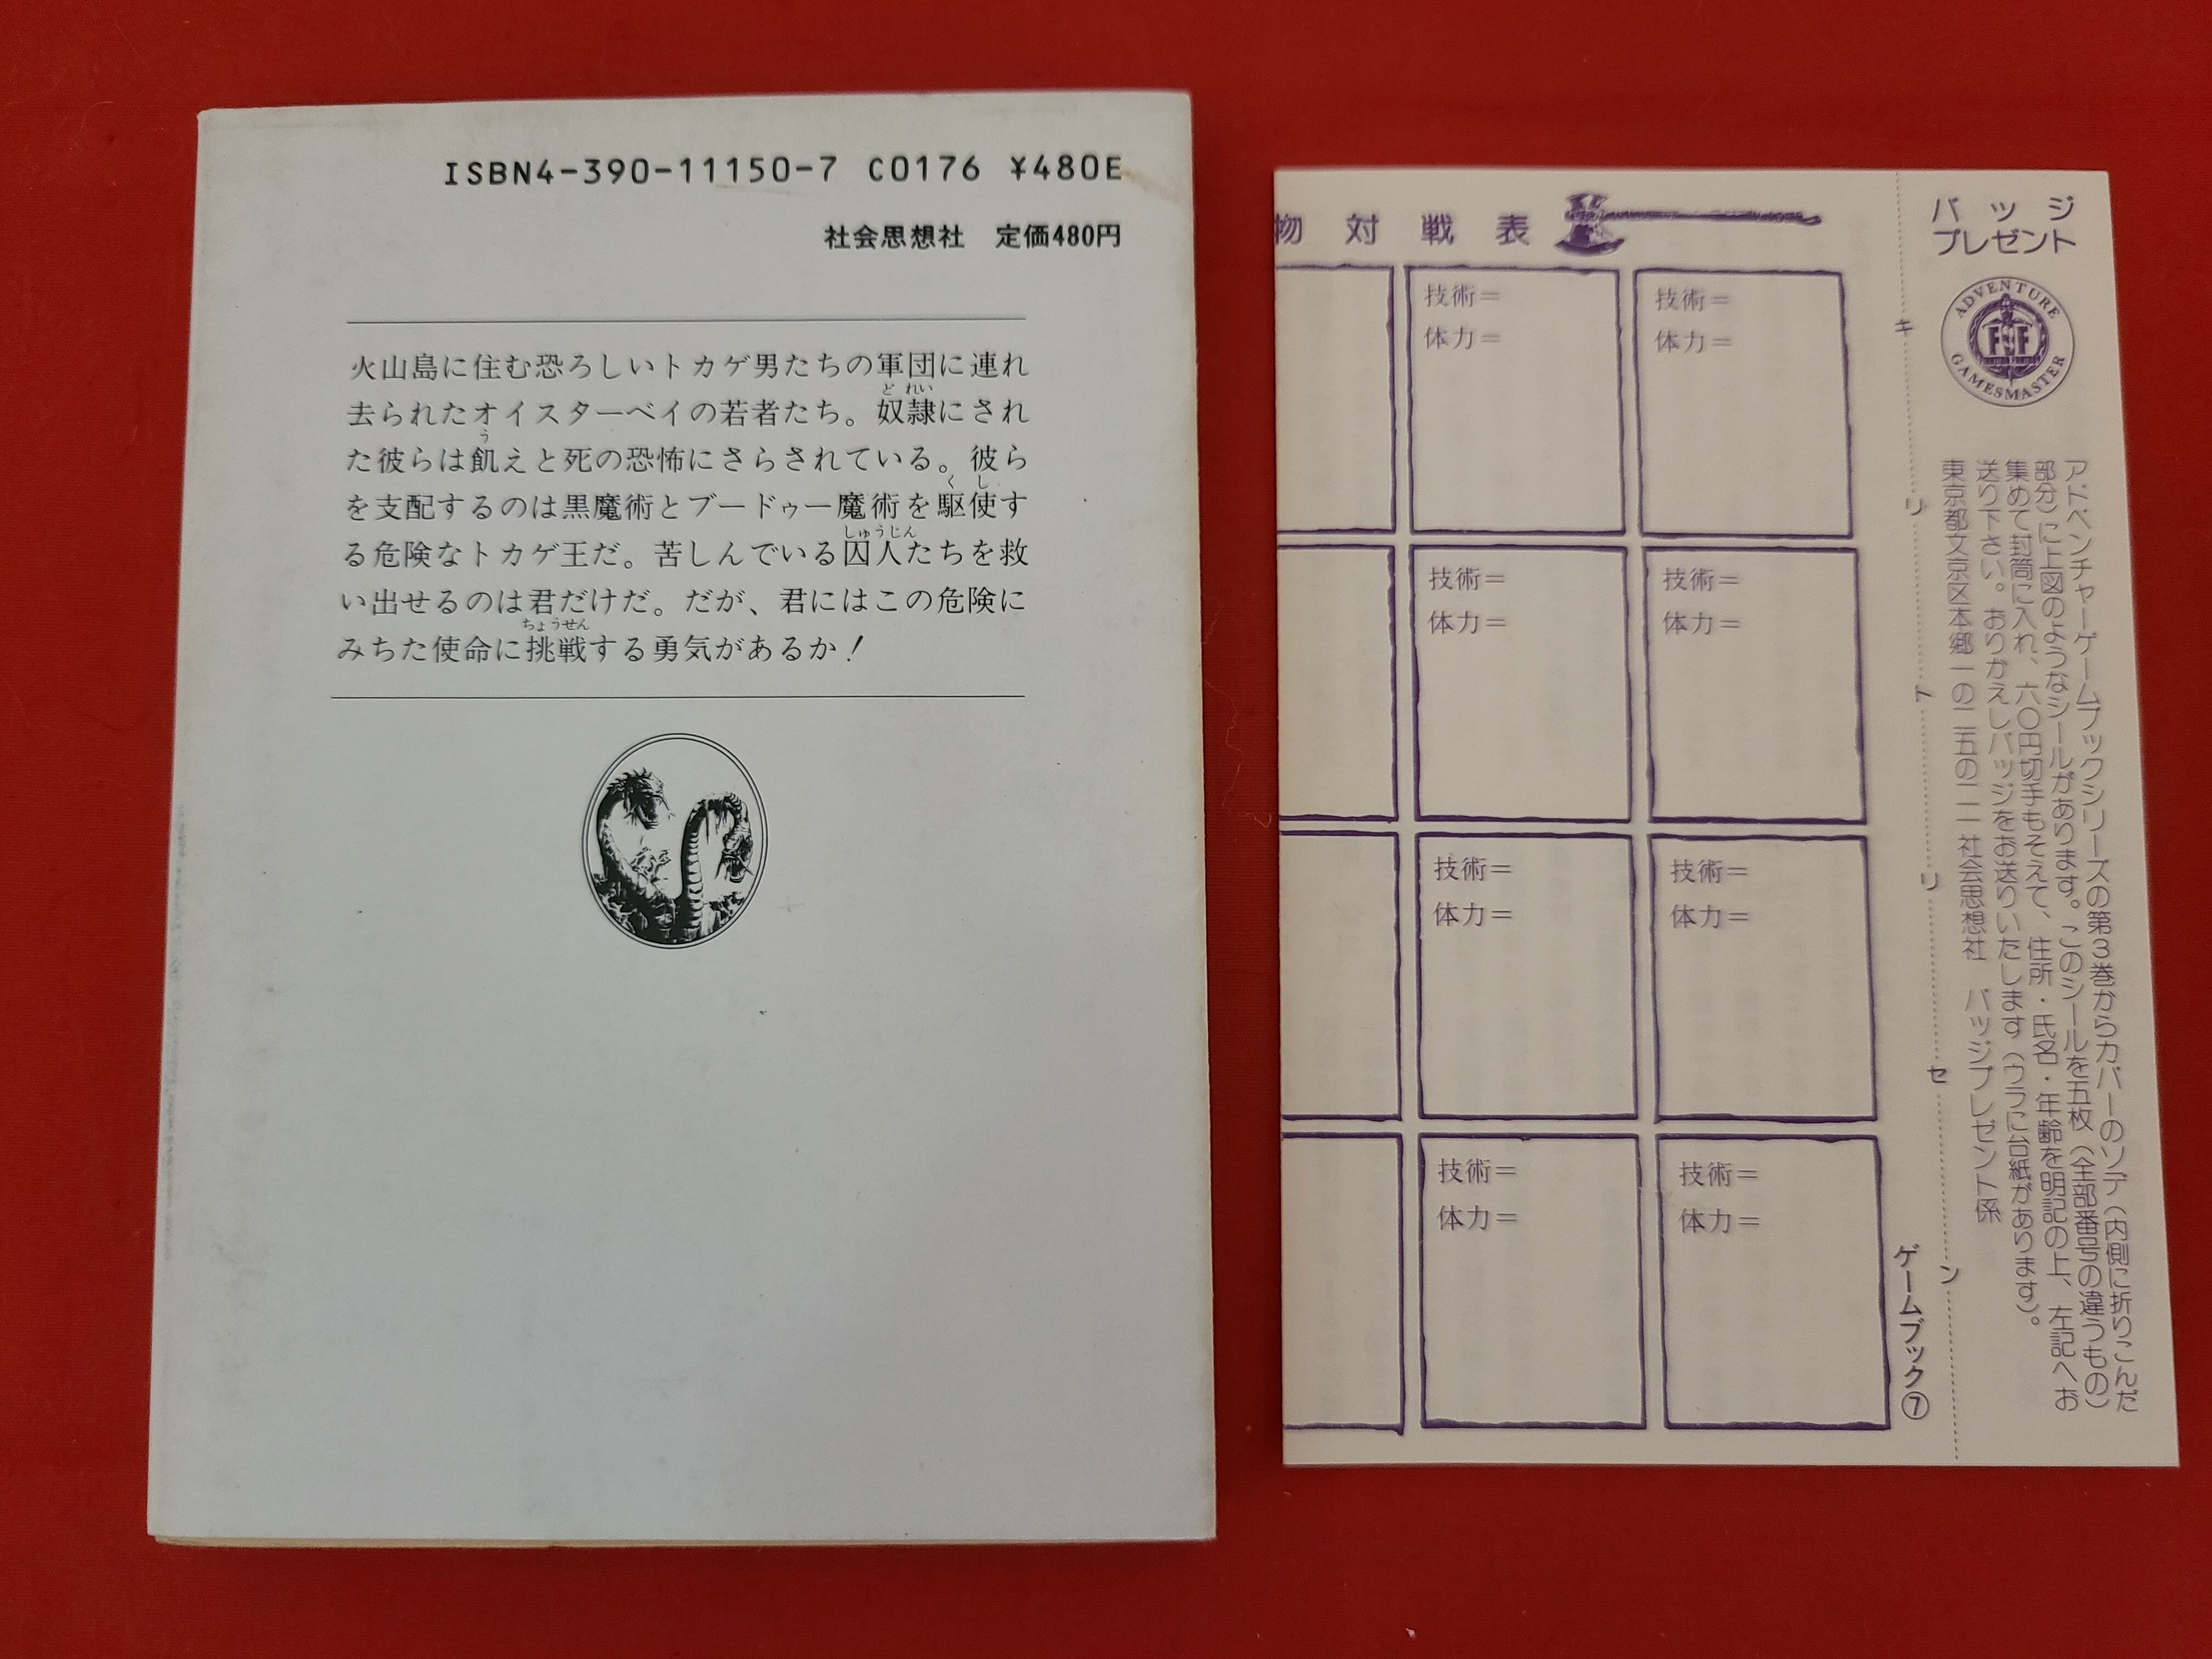 ISBN4-390-11150-7 C0176 ¥480E
社会思想社 定価480円
火山島に住む恐ろしいトカゲ男たちの軍団に連れ
去られたオイスターベイの若者たち。奴隷にされ
どれい
た彼らは飢えと死の恐怖にさらされている。彼ら
う
を支配するのは黒魔術とブードゥー魔術を駆使す
くし
る危険なトカゲ王だ。苦しんでいる囚人たちを救
しゅうじん
い出せるのは君だけだ。だが、君にはこの危険に
みちた使命に挑戦する勇気があるか!
ちょうせん
物対戦表
技術=
体力=
技術=
体力=
技術=
体力=
技術=
体力=
技術=
体力=
技術=
体力=
技術=
体力=
技術=
体力=
ゲームブック⑦
キリトリセン
バッジ
プレゼント
ADVENTURE
FF
GAMESMASTER
アドベンチャーゲームブックシリーズの第3巻からカバーのソデ(内側に折りこんだ
部分)に上図のようなシールがあります。このシールを五枚(全部番号の違うもの)
集めて封筒に入れ、六〇円切手もそえて、住所・氏名・年齢を明記の上、左記へお
送り下さい。おりかえしバッジをお送りいたします(ウラに台紙があります)。
東京都文京区本郷一の二五の二一 社会思想社 バッジプレゼント係